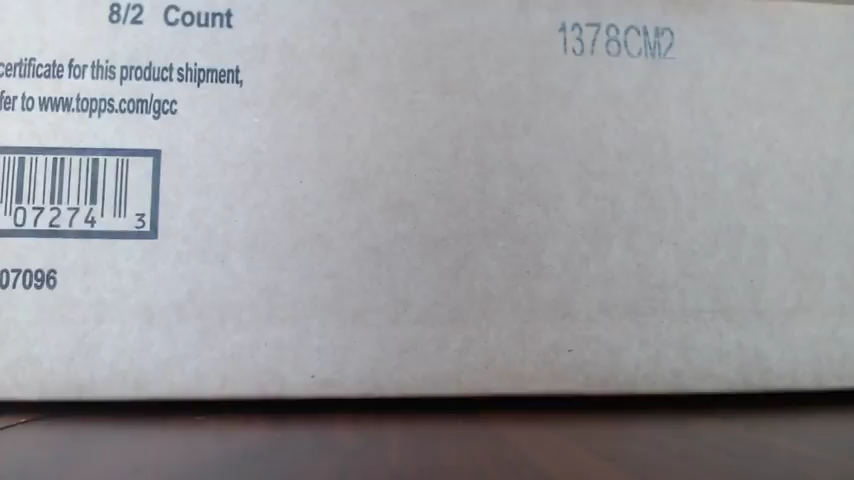 8/2 Count
1378CM2
certificate for this product shipment,
fer to www.topps.com/gcc
07274 3
07096